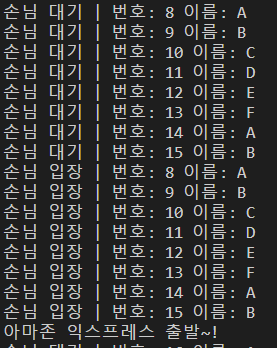 손님 대기 | 번호: 8 이름: A
손님 대기 | 번호: 9 이름: B
손님 대기 | 번호: 10 이름: C
손님 대기 | 번호: 11 이름: D
손님 대기 | 번호: 12 이름: E
손님 대기 | 번호: 13 이름: F
손님 대기 | 번호: 14 이름: A
손님 대기 | 번호: 15 이름: B
손님 입장 | 번호: 8 이름: A
손님 입장 | 번호: 9 이름: B
손님 입장 | 번호: 10 이름: C
손님 입장 | 번호: 11 이름: D
손님 입장 | 번호: 12 이름: E
손님 입장 | 번호: 13 이름: F
손님 입장 | 번호: 14 이름: A
손님 입장 | 번호: 15 이름: B
아마존 익스프레스 출발~!